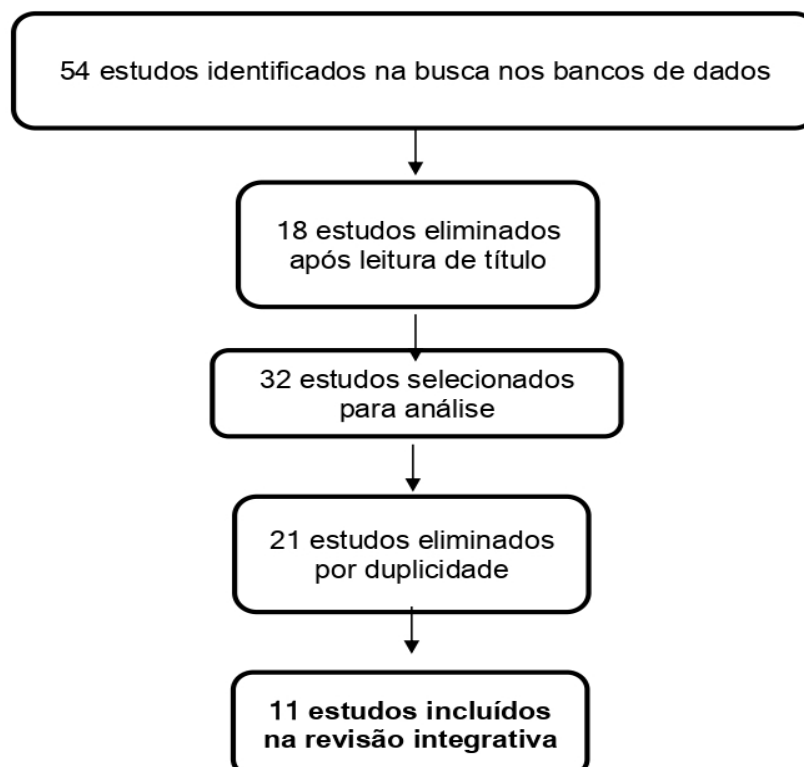 54 estudos identificados na busca nos bancos de dados
18 estudos eliminados
após leitura de título
32 estudos selecionados
para análise
21 estudos eliminados
por duplicidade
11 estudos incluídos
na revisão integrativa